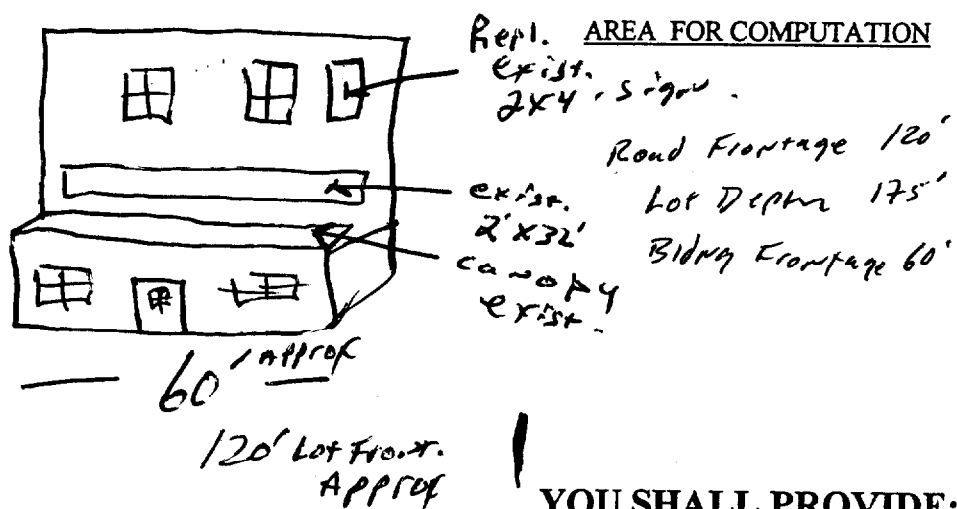 AREA FOR COMPUTATION
Repl.
exist.
2x4 sign.
Road Frontage 120'
Lot Depth 175'
Bldng Frontage 60'
exist.
2'x32'
canopy
exist.
60' Approx
120' Lot Front.
Approx
YOU SHALL PROVIDE: